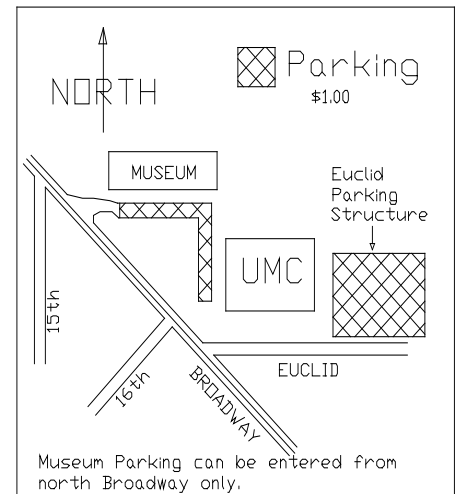 NORTH
Parking
$1.00
MUSEUM
Euclid
Parking
Structure
UMC
15th
16th
BROADWAY
EUCLID
Museum Parking can be entered from
north Broadway only.